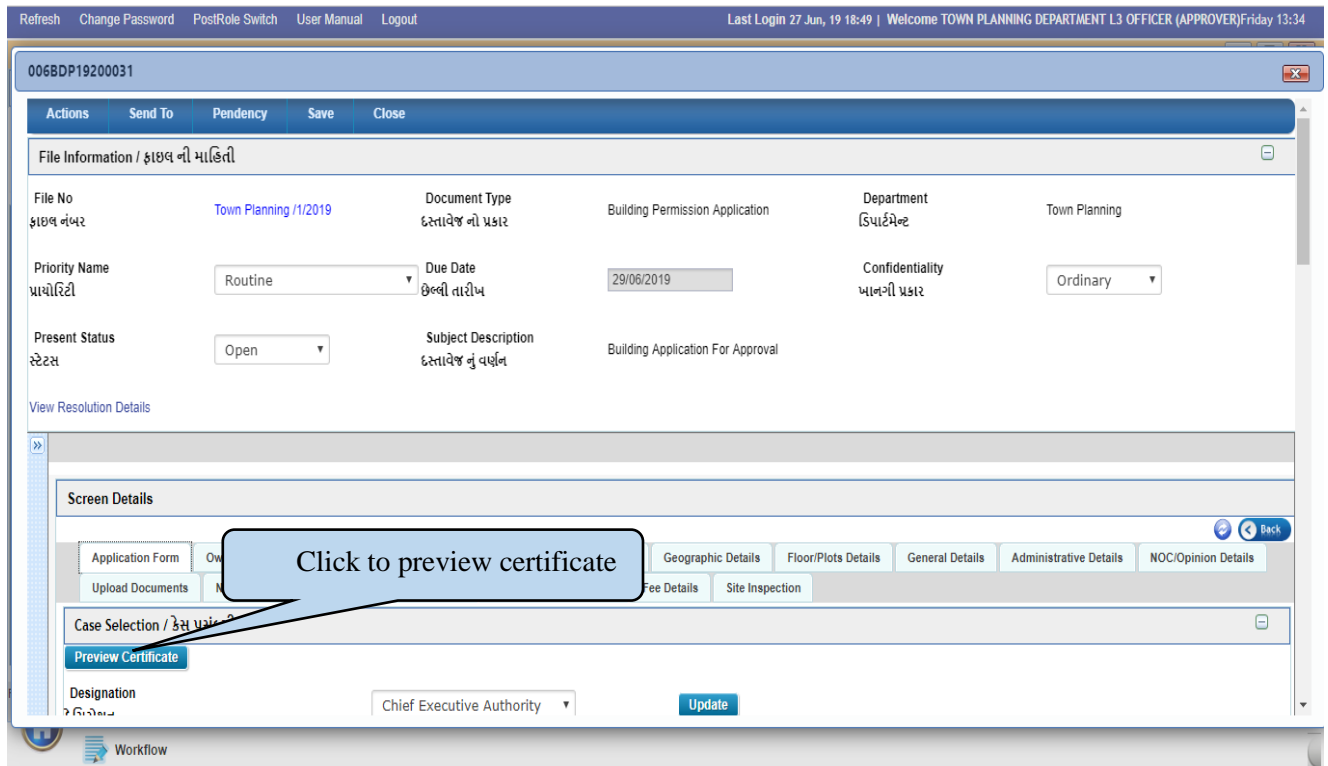 Refresh Change Password PostRole Switch User Manual Logout Last Login 27 Jun, 19 18:49 | Welcome TOWN PLANNING DEPARTMENT L3 OFFICER (APPROVER)Friday 13:34
006BDP19200031
Actions Send To Pendency Save Close
File Information / ફાઇલ ની માહિતી
File No Document Type Department
Town Planning /1/2019 Building Permission Application Town Planning
ફાઇલ નંબર દસ્તાવેજ નો પ્રકાર ડિપાર્ટમેન્ટ
Priority Name Due Date Confidentiality
Routine 29/06/2019 Ordinary
પ્રાયોરિટી છેલ્લી તારીખ ખાનગી પ્રકાર
Present Status Subject Description
Open Building Application For Approval
સ્ટેટસ દસ્તાવેજ નું વર્ણન
View Resolution Details
Screen Details
Back
Application Form Click to preview certificate Geographic Details Floor/Plots Details General Details Administrative Details NOC/Opinion Details
Upload Documents Fee Details Site Inspection
Case Selection / કેસ
Preview Certificate
Designation
Chief Executive Authority Update
Workflow